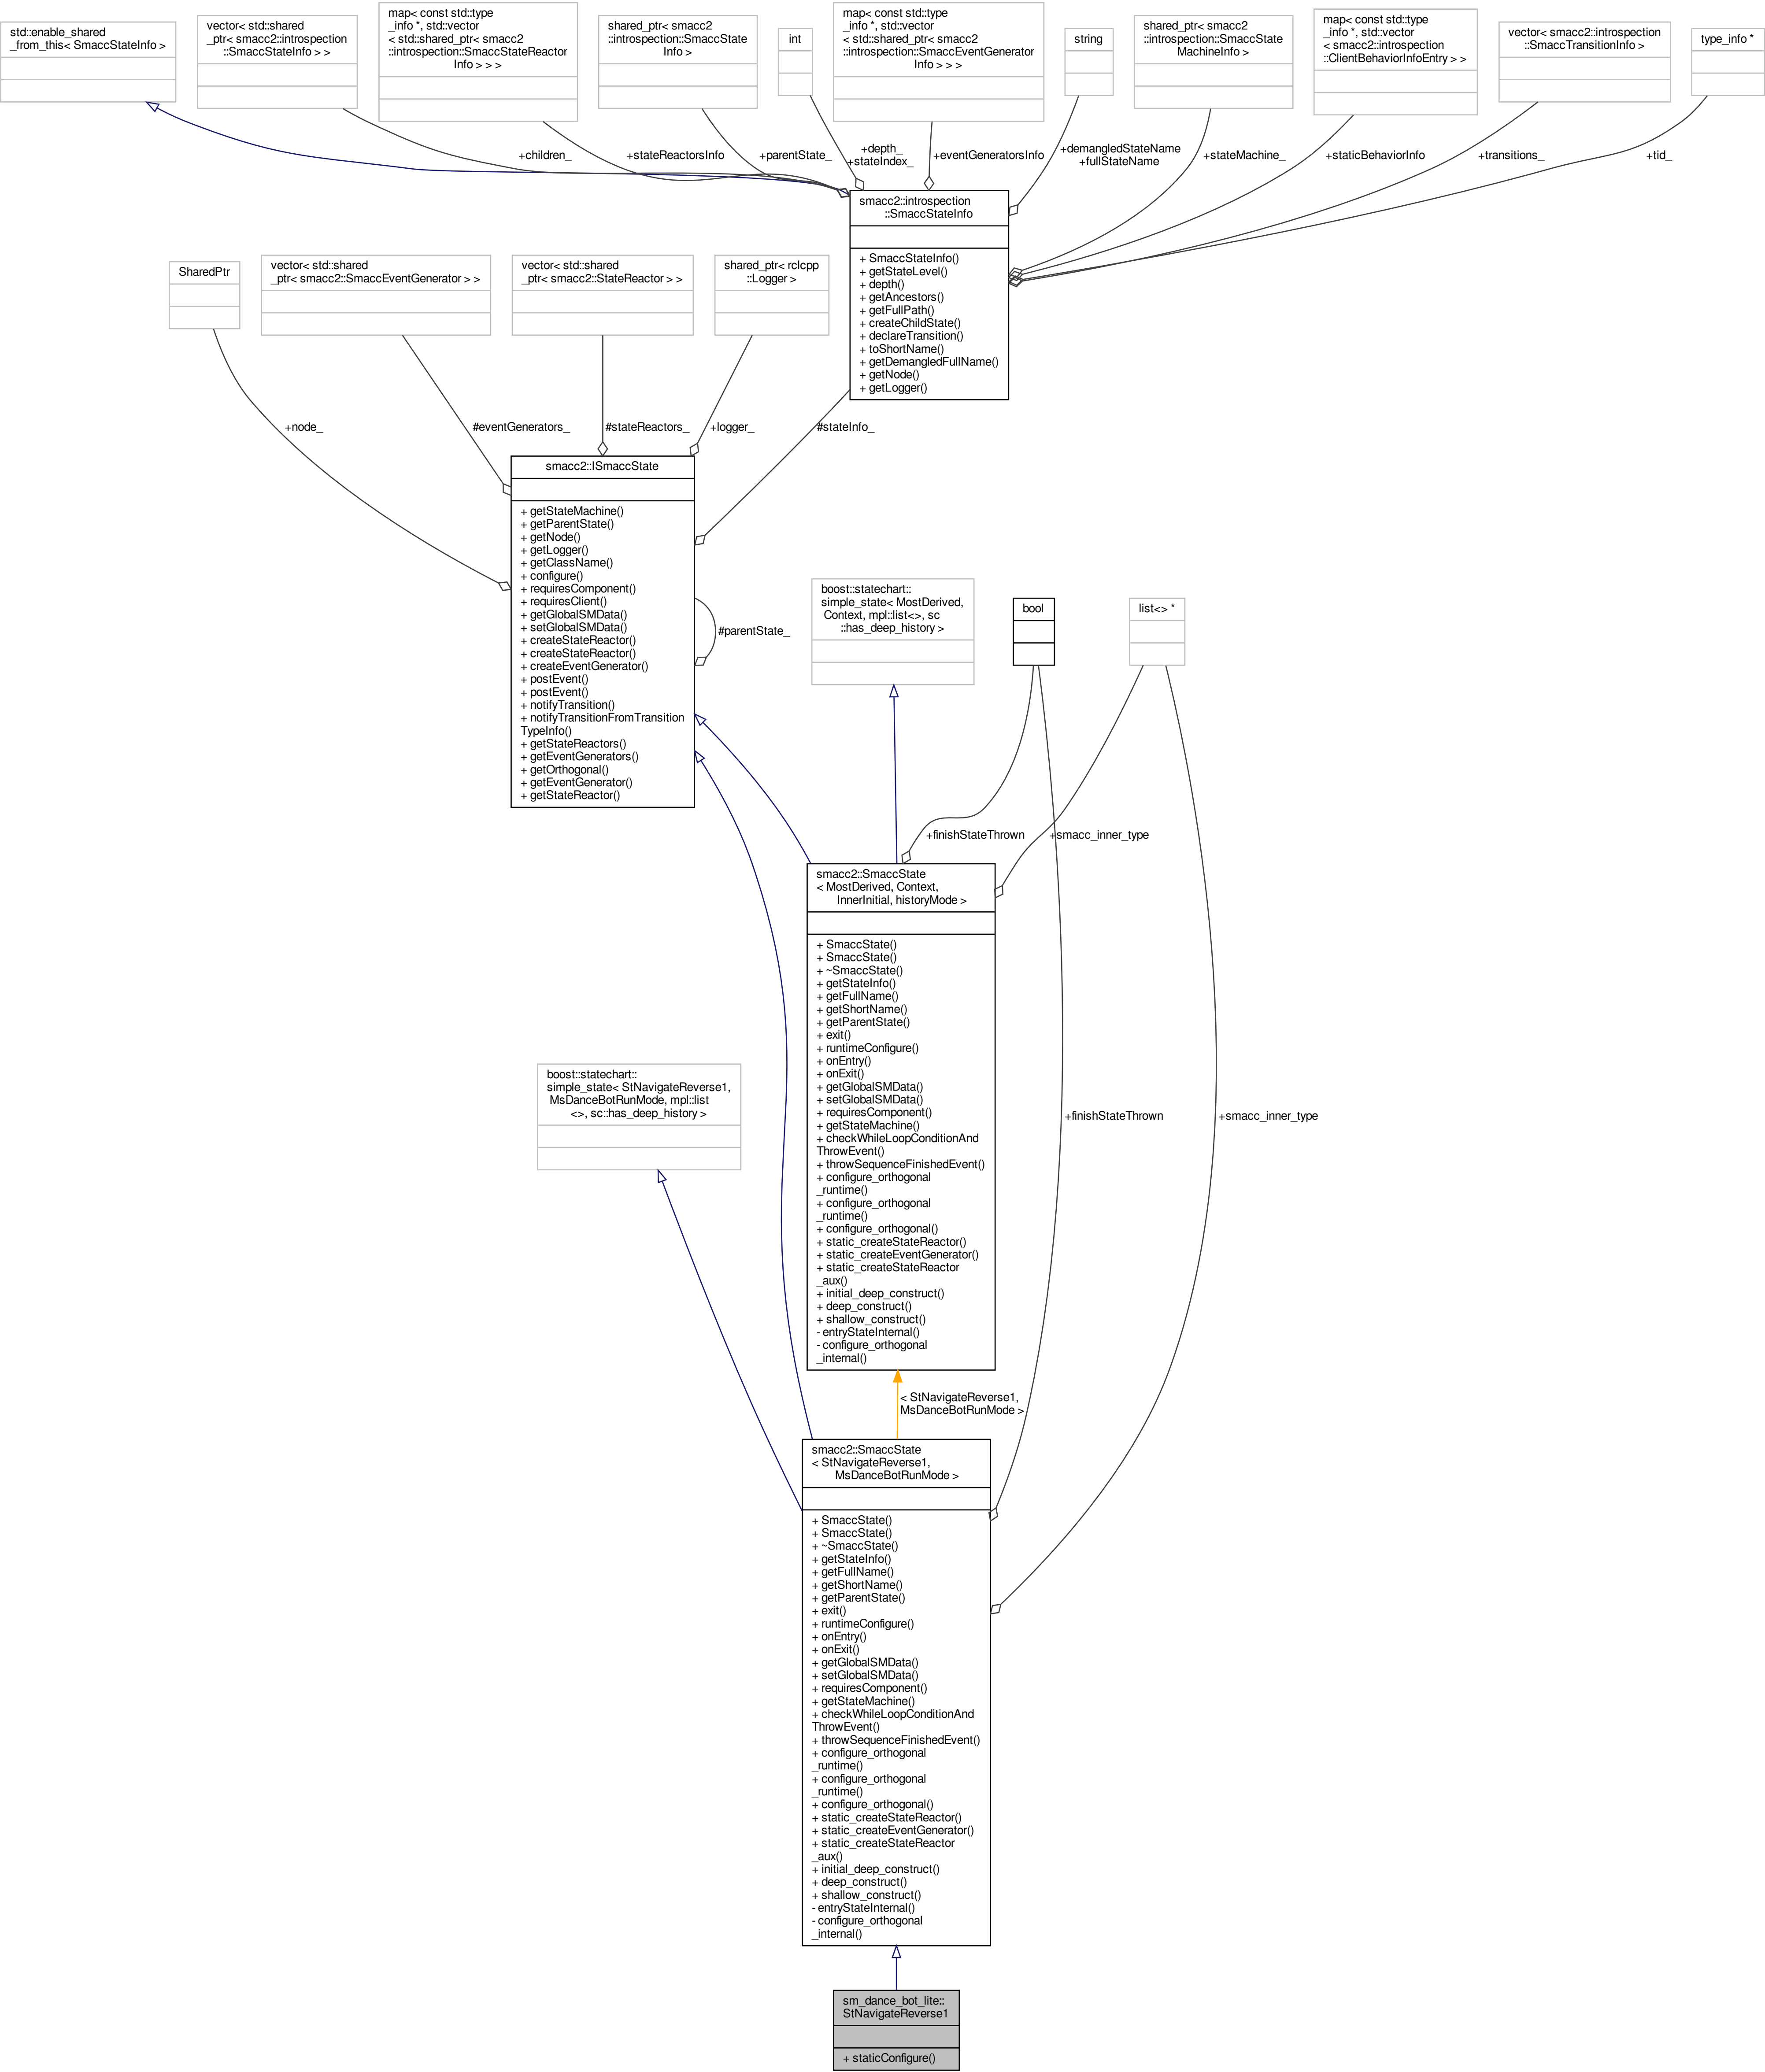 std::enable_shared
_from_this< SmaccStateInfo >
vector< std::shared
_ptr< smacc2::introspection
::SmaccStateInfo > >
map< const std::type
_info *, std::vector
< std::shared_ptr< smacc2
::introspection::SmaccStateReactor
Info > > >
shared_ptr< smacc2
::introspection::SmaccState
Info >
int
map< const std::type
_info *, std::vector
< std::shared_ptr< smacc2
::introspection::SmaccEventGenerator
Info > > >
string
shared_ptr< smacc2
::introspection::SmaccState
MachineInfo >
map< const std::type
_info *, std::vector
< smacc2::introspection
::ClientBehaviorInfoEntry > >
vector< smacc2::introspection
::SmaccTransitionInfo >
type_info *
+children_
+stateReactorsInfo
+parentState_
+depth_
+stateIndex_
+eventGeneratorsInfo
+demangledStateName
+fullStateName
+stateMachine_
+staticBehaviorInfo
+transitions_
+tid_
smacc2::introspection
::SmaccStateInfo
+ SmaccStateInfo()
+ getStateLevel()
+ depth()
+ getAncestors()
+ getFullPath()
+ createChildState()
+ declareTransition()
+ toShortName()
+ getDemangledFullName()
+ getNode()
+ getLogger()
SharedPtr
vector< std::shared
_ptr< smacc2::SmaccEventGenerator > >
vector< std::shared
_ptr< smacc2::StateReactor > >
shared_ptr< rclcpp
::Logger >
+node_
#eventGenerators_
#stateReactors_
+logger_
#stateInfo_
smacc2::ISmaccState
+ getStateMachine()
+ getParentState()
+ getNode()
+ getLogger()
+ getClassName()
+ configure()
+ requiresComponent()
+ requiresClient()
+ getGlobalSMData()
+ setGlobalSMData()
+ createStateReactor()
+ createStateReactor()
+ createEventGenerator()
+ postEvent()
+ postEvent()
+ notifyTransition()
+ notifyTransitionFromTransition
TypeInfo()
+ getStateReactors()
+ getEventGenerators()
+ getOrthogonal()
+ getEventGenerator()
+ getStateReactor()
#parentState_
boost::statechart::
simple_state< MostDerived,
Context, mpl::list<>, sc
::has_deep_history >
bool
list<> *
+finishStateThrown
+smacc_inner_type
smacc2::SmaccState
< MostDerived, Context,
InnerInitial, historyMode >
+ SmaccState()
+ SmaccState()
+ ~SmaccState()
+ getStateInfo()
+ getFullName()
+ getShortName()
+ getParentState()
+ exit()
+ runtimeConfigure()
+ onEntry()
+ onExit()
+ getGlobalSMData()
+ setGlobalSMData()
+ requiresComponent()
+ getStateMachine()
+ checkWhileLoopConditionAnd
ThrowEvent()
+ throwSequenceFinishedEvent()
+ configure_orthogonal
_runtime()
+ configure_orthogonal
_runtime()
+ configure_orthogonal()
+ static_createStateReactor()
+ static_createEventGenerator()
+ static_createStateReactor
_aux()
+ initial_deep_construct()
+ deep_construct()
+ shallow_construct()
- entryStateInternal()
- configure_orthogonal
_internal()
boost::statechart::
simple_state< StNavigateReverse1,
MsDanceBotRunMode, mpl::list
<>, sc::has_deep_history >
+finishStateThrown
+smacc_inner_type
< StNavigateReverse1,
MsDanceBotRunMode >
smacc2::SmaccState
< StNavigateReverse1,
MsDanceBotRunMode >
+ SmaccState()
+ SmaccState()
+ ~SmaccState()
+ getStateInfo()
+ getFullName()
+ getShortName()
+ getParentState()
+ exit()
+ runtimeConfigure()
+ onEntry()
+ onExit()
+ getGlobalSMData()
+ setGlobalSMData()
+ requiresComponent()
+ getStateMachine()
+ checkWhileLoopConditionAnd
ThrowEvent()
+ throwSequenceFinishedEvent()
+ configure_orthogonal
_runtime()
+ configure_orthogonal
_runtime()
+ configure_orthogonal()
+ static_createStateReactor()
+ static_createEventGenerator()
+ static_createStateReactor
_aux()
+ initial_deep_construct()
+ deep_construct()
+ shallow_construct()
- entryStateInternal()
- configure_orthogonal
_internal()
sm_dance_bot_lite::
StNavigateReverse1
+ staticConfigure()